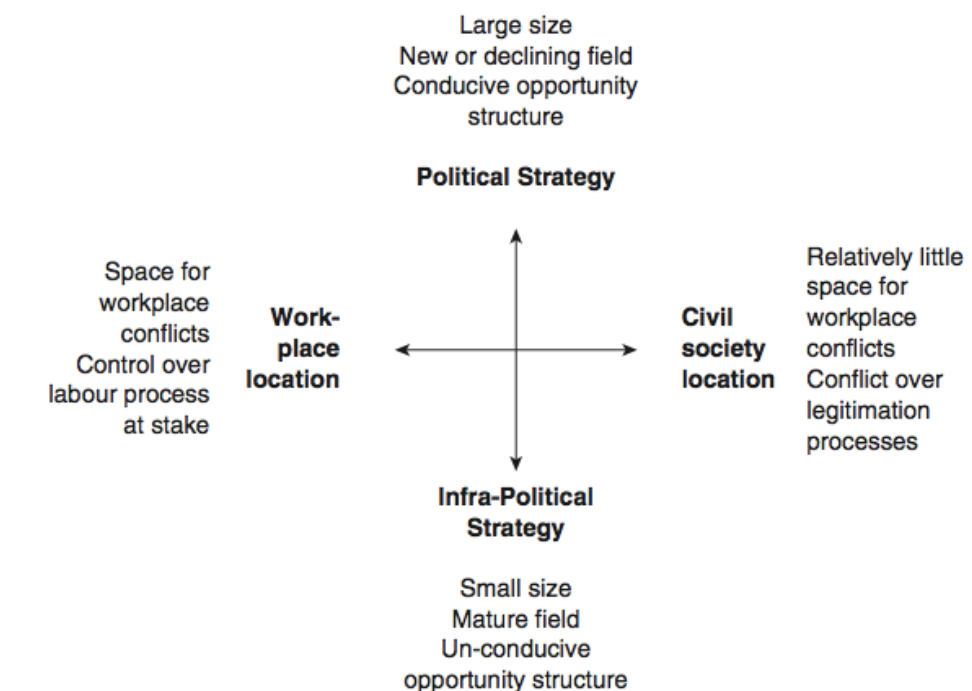 Large size
New or declining field
Conducive opportunity
structure
Political Strategy
Space for
workplace
conflicts
Control over
labour process
at stake
Work-
place
location
Civil
society
location
Relatively little
space for
workplace
conflicts
Conflict over
legitimation
processes
Infra-Political
Strategy
Small size
Mature field
Un-conducive
opportunity structure